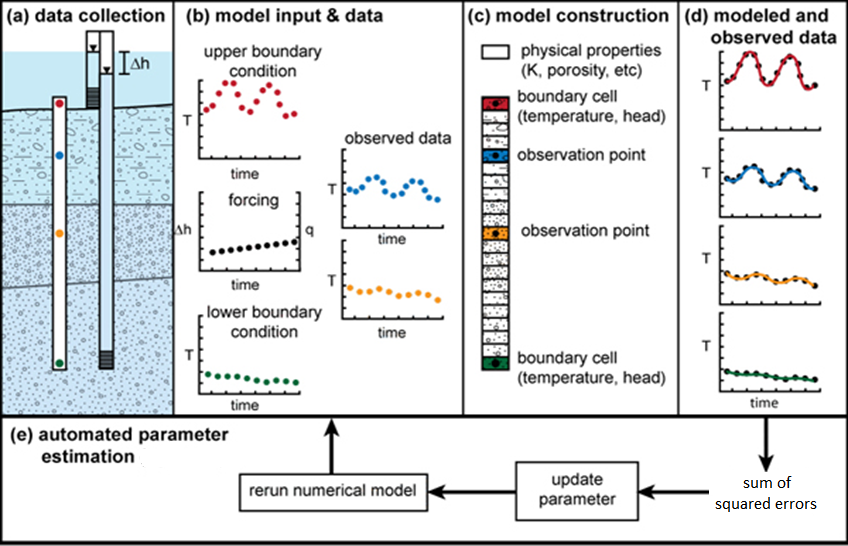 (a) data collection
Δh
(b) model input & data
upper boundary
condition
T
time
forcing
Δh
q
time
lower boundary
condition
T
time
observed data
T
time
T
time
(c) model construction
physical properties
(K, porosity, etc)
boundary cell
(temperature, head)
observation point
observation point
boundary cell
(temperature, head)
(d) modeled and
observed data
T
T
T
T
time
(e) automated parameter
estimation
rerun numerical model
update
parameter
sum of
squared errors